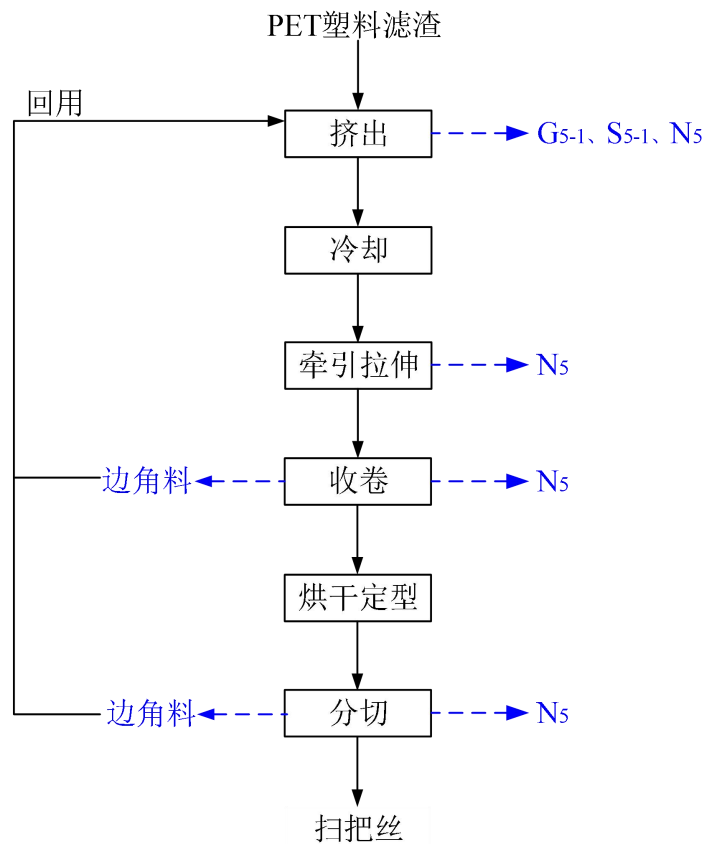 PET塑料滤渣
回用
挤出
G5-1、S5-1、N5
冷却
牵引拉伸
N5
边角料
收卷
N5
烘干定型
边角料
分切
N5
扫把丝